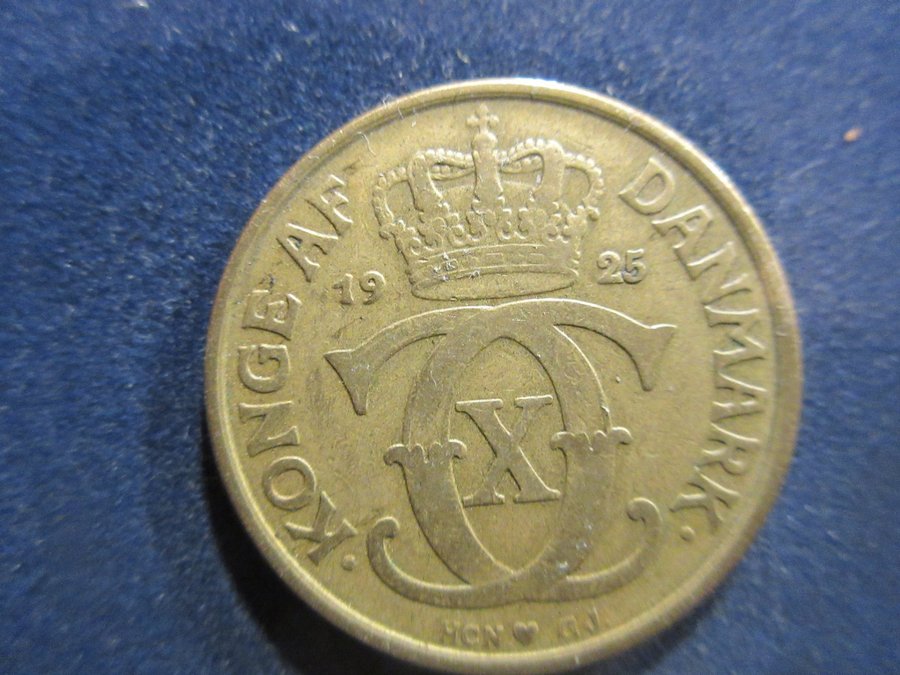 KONGE AF DANMARK
19 25
X
HCN ♥ GJ